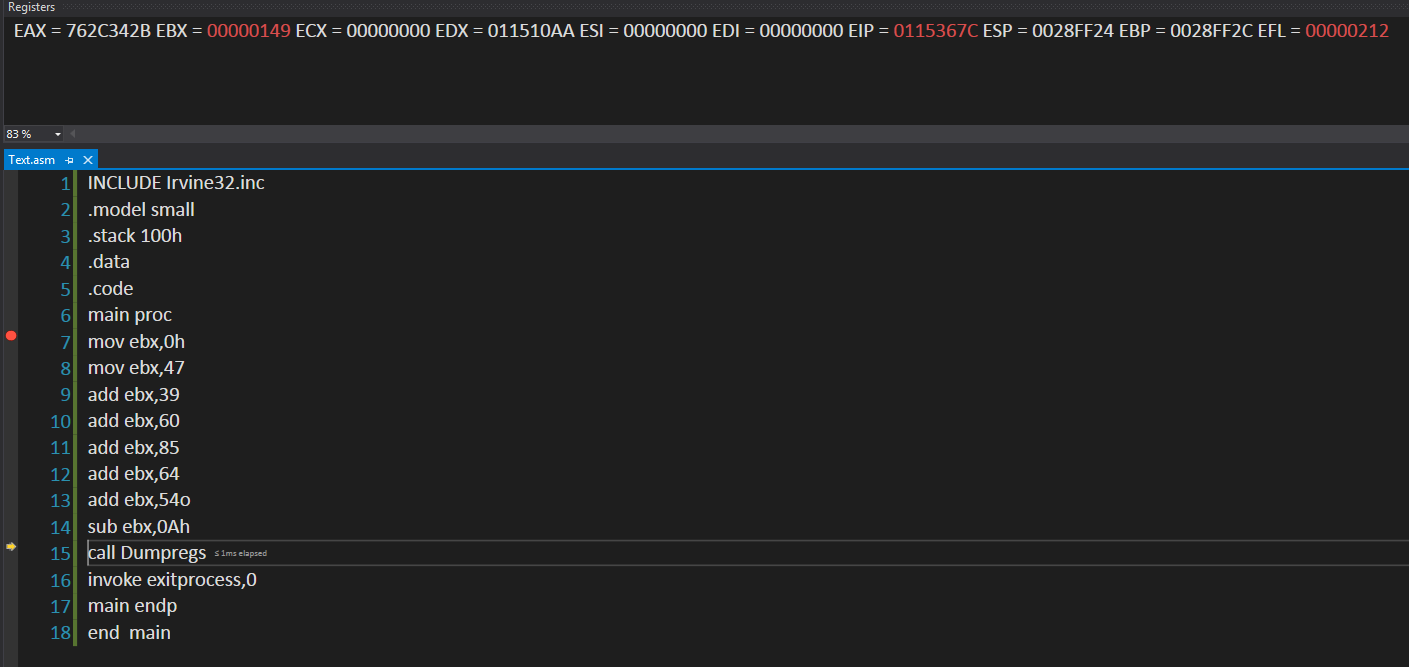 Registers
EAX = 762C342B EBX = 00000149 ECX = 00000000 EDX = 011510AA ESI = 00000000 EDI = 00000000 EIP = 0115367C ESP = 0028FF24 EBP = 0028FF2C EFL = 00000212
83 %
Text.asm
1 INCLUDE Irvine32.inc
2 .model small
3 .stack 100h
4 .data
5 .code
6 main proc
7 mov ebx,0h
8 mov ebx,47
9 add ebx,39
10 add ebx,60
11 add ebx,85
12 add ebx,64
13 add ebx,54o
14 sub ebx,0Ah
15 call Dumpregs ≤ 1ms elapsed
16 invoke exitprocess,0
17 main endp
18 end  main